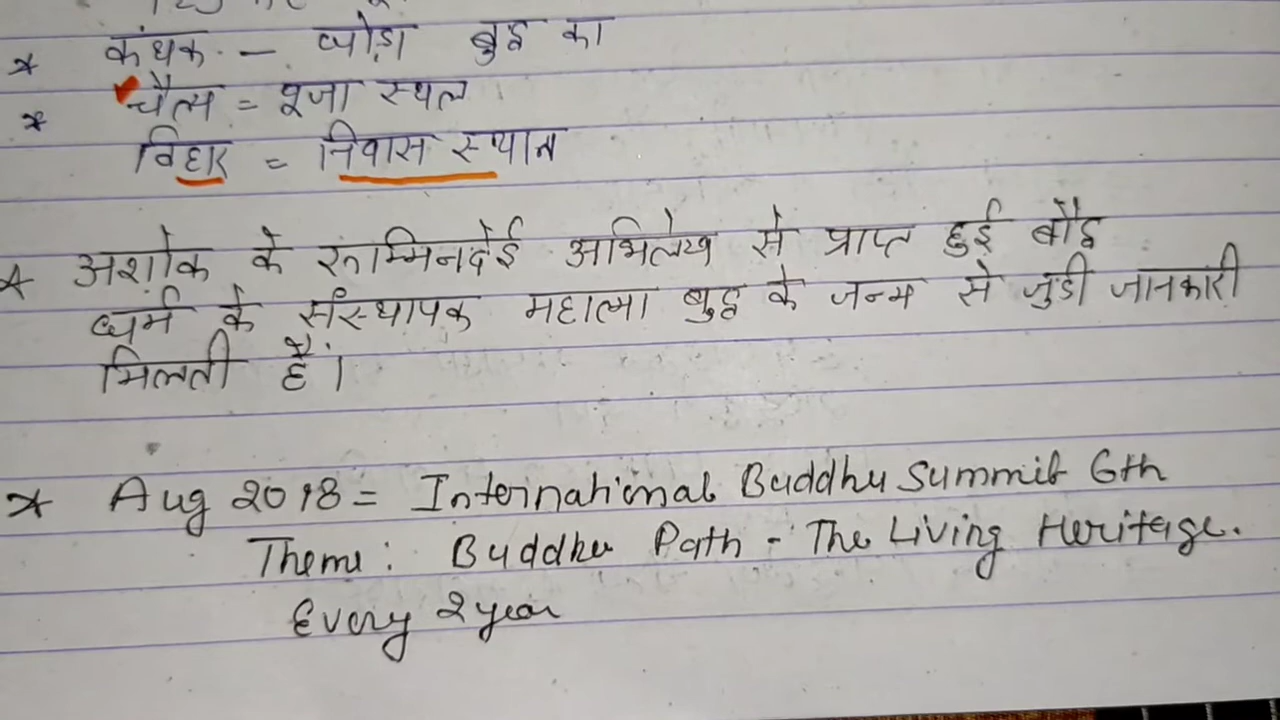 * कंथक - घोड़ा बुद्ध का
* चैत्य = पूजा स्थल
विहार = निवास स्थान
* अशोक के रुम्मिनदेई अभिलेख से प्राप्त हुई बौद्ध
धर्म के संस्थापक महात्मा बुद्ध के जन्म से जुडी जानकारी
मिलती है।
* Aug 2018 = International Buddhu Summit 6th
Theme: Buddha Path - The Living Heritage.
Every 2 year